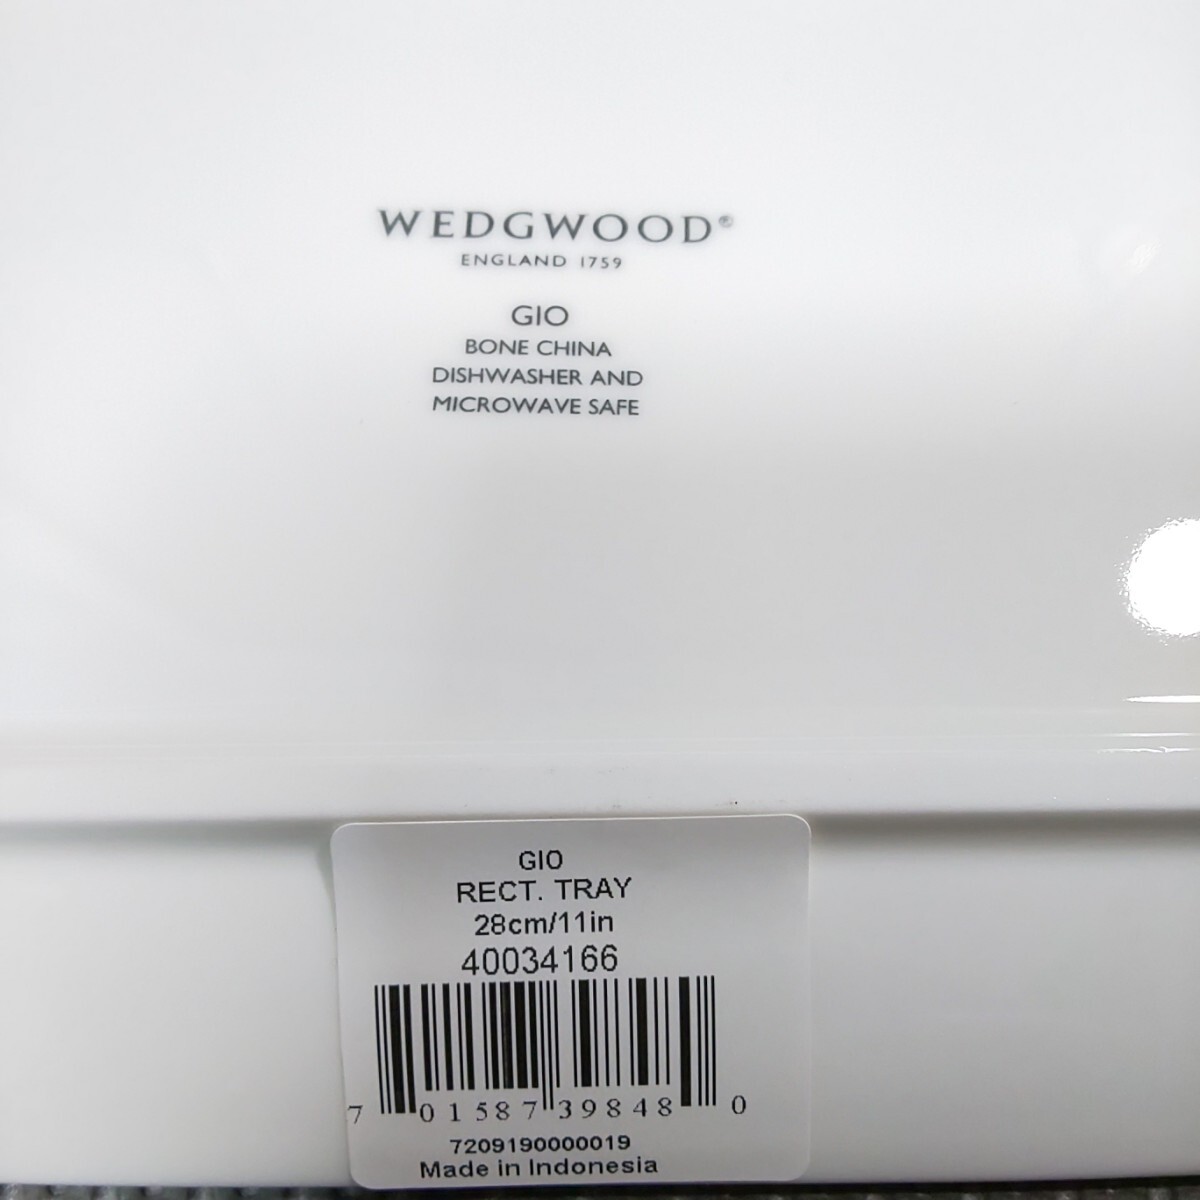 WEDGWOOD®
ENGLAND 1759
GIO
BONE CHINA
DISHWASHER AND
MICROWAVE SAFE
GIO
RECT. TRAY
28cm/11in
40034166
7 01587 39848 0
7209190000019
Made in Indonesia